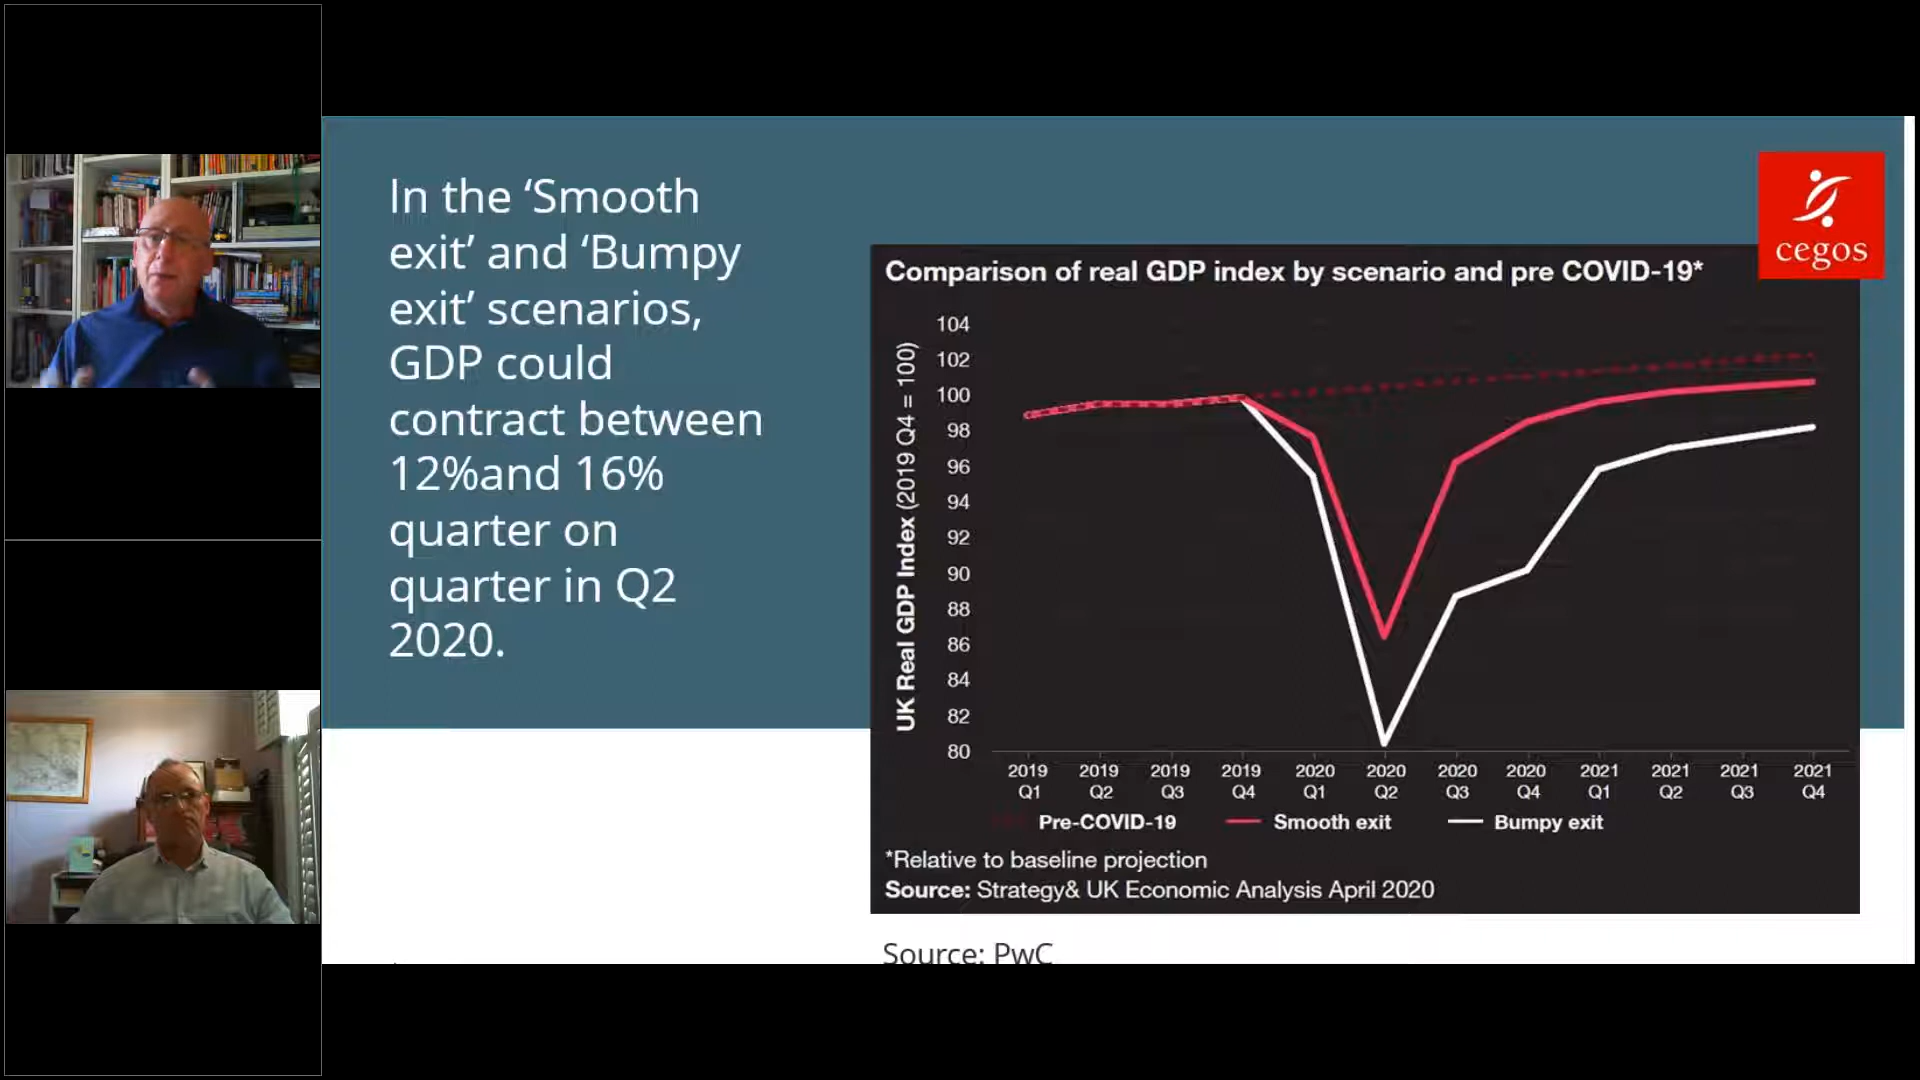 In the ‘Smooth
exit’ and ‘Bumpy
exit’ scenarios,
GDP could
contract between
12%and 16%
quarter on
quarter in Q2
2020.
cegos
Comparison of real GDP index by scenario and pre COVID-19*
UK Real GDP Index (2019 Q4 = 100)
104
102
100
98
96
94
92
90
88
86
84
82
80
2019 2019 2019 2019 2020 2020 2020 2020 2021 2021 2021 2021
Q1 Q2 Q3 Q4 Q1 Q2 Q3 Q4 Q1 Q2 Q3 Q4
Pre-COVID-19 Smooth exit Bumpy exit
*Relative to baseline projection
Source: Strategy& UK Economic Analysis April 2020
Source: PwC